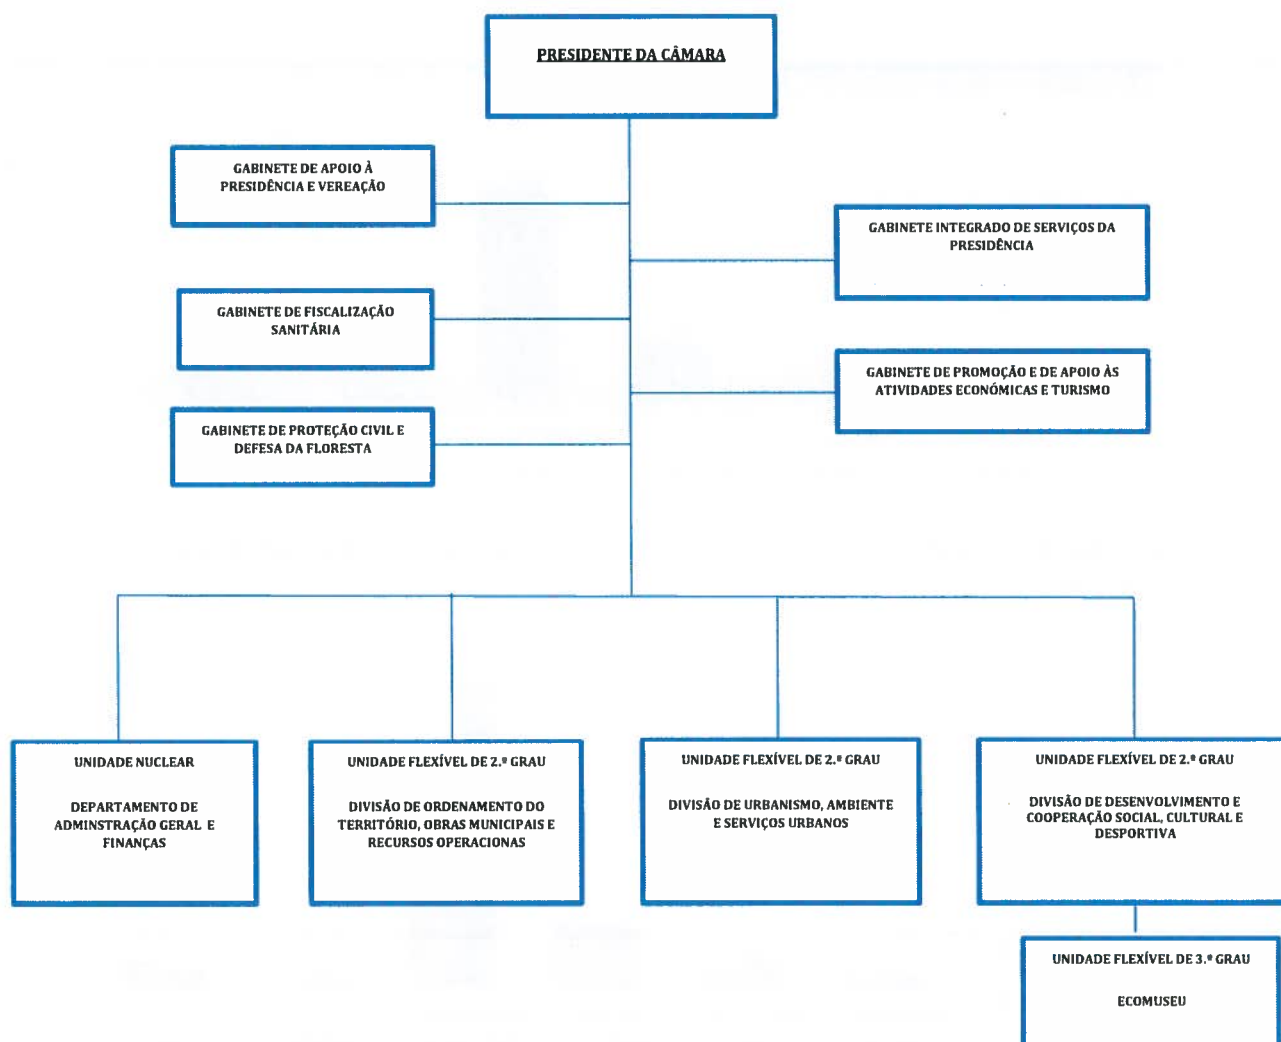 PRESIDENTE DA CÂMARA
GABINETE DE APOIO À
PRESIDÊNCIA E VEREAÇÃO
GABINETE INTEGRADO DE SERVIÇOS DA
PRESIDÊNCIA
GABINETE DE FISCALIZAÇÃO
SANITÁRIA
GABINETE DE PROMOÇÃO E DE APOIO ÀS
ATIVIDADES ECONÓMICAS E TURISMO
GABINETE DE PROTEÇÃO CIVIL E
DEFESA DA FLORESTA
UNIDADE NUCLEAR
DEPARTAMENTO DE
ADMINSTRAÇÃO GERAL E
FINANÇAS
UNIDADE FLEXÍVEL DE 2.º GRAU
DIVISÃO DE ORDENAMENTO DO
TERRITÓRIO, OBRAS MUNICIPAIS E
RECURSOS OPERACIONAS
UNIDADE FLEXÍVEL DE 2.º GRAU
DIVISÃO DE URBANISMO, AMBIENTE
E SERVIÇOS URBANOS
UNIDADE FLEXÍVEL DE 2.º GRAU
DIVISÃO DE DESENVOLVIMENTO E
COOPERAÇÃO SOCIAL, CULTURAL E
DESPORTIVA
UNIDADE FLEXÍVEL DE 3.º GRAU
ECOMUSEU